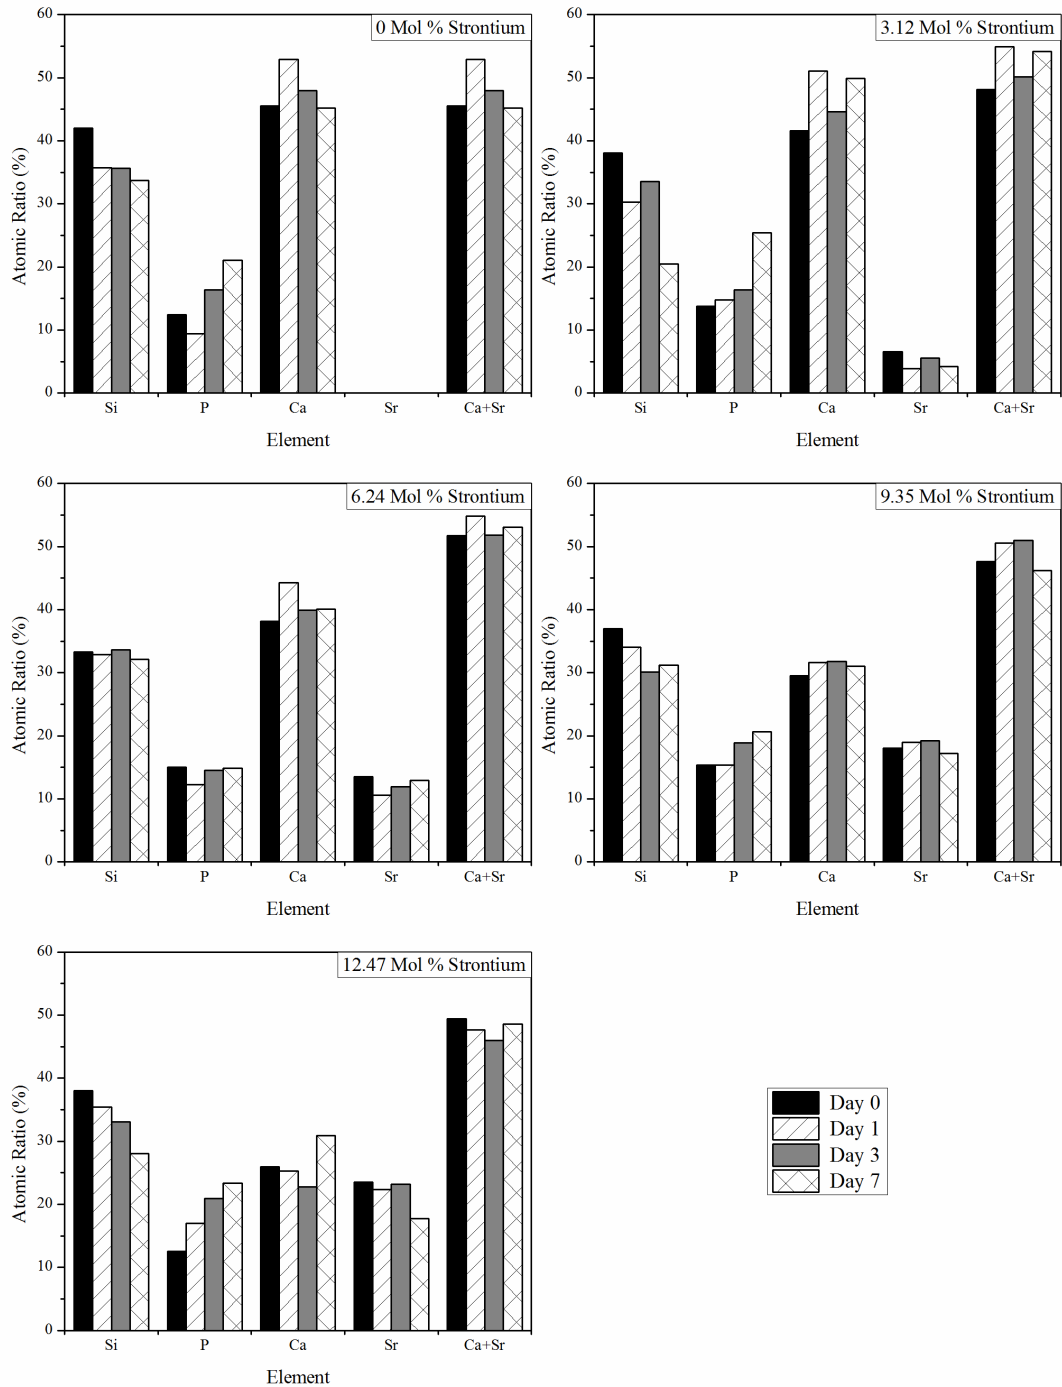 0 Mol % Strontium
60
50
40
30
20
10
0
Atomic Ratio (%)
Si P Ca Sr Ca+Sr
Element
3.12 Mol % Strontium
60
50
40
30
20
10
0
Atomic Ratio (%)
Si P Ca Sr Ca+Sr
Element
6.24 Mol % Strontium
60
50
40
30
20
10
0
Atomic Ratio (%)
Si P Ca Sr Ca+Sr
Element
9.35 Mol % Strontium
60
50
40
30
20
10
0
Atomic Ratio (%)
Si P Ca Sr Ca+Sr
Element
12.47 Mol % Strontium
60
50
40
30
20
10
0
Atomic Ratio (%)
Si P Ca Sr Ca+Sr
Element
Day 0
Day 1
Day 3
Day 7